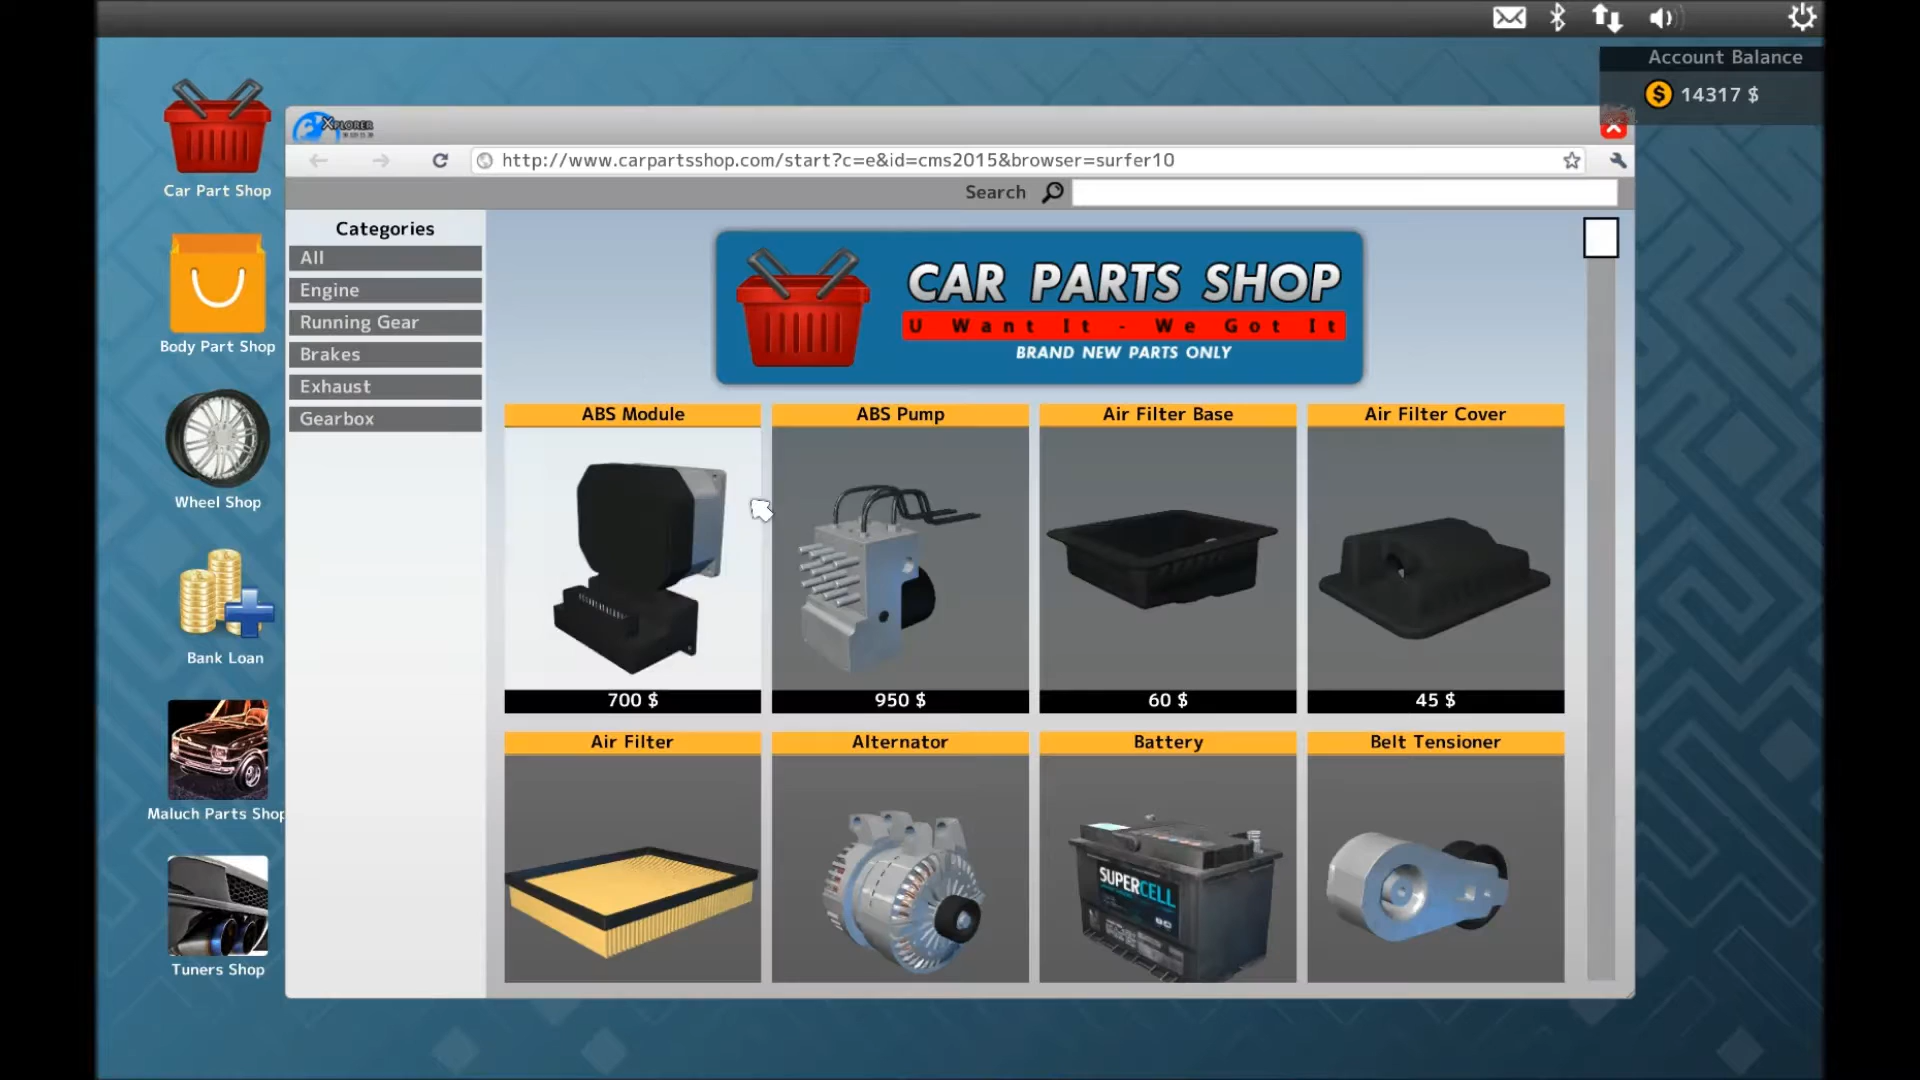 Account Balance
14317 $
Car Part Shop
Body Part Shop
Wheel Shop
Bank Loan
Maluch Parts Shop
Tuners Shop
XPLORER
http://www.carpartsshop.com/start?c=e&id=cms2015&browser=surfer10
Search
Categories
All
Engine
Running Gear
Brakes
Exhaust
Gearbox
CAR PARTS SHOP
U Want It - We Got It
BRAND NEW PARTS ONLY
ABS Module
ABS Pump
Air Filter Base
Air Filter Cover
700 $
950 $
60 $
45 $
Air Filter
Alternator
Battery
Belt Tensioner
SUPERCELL